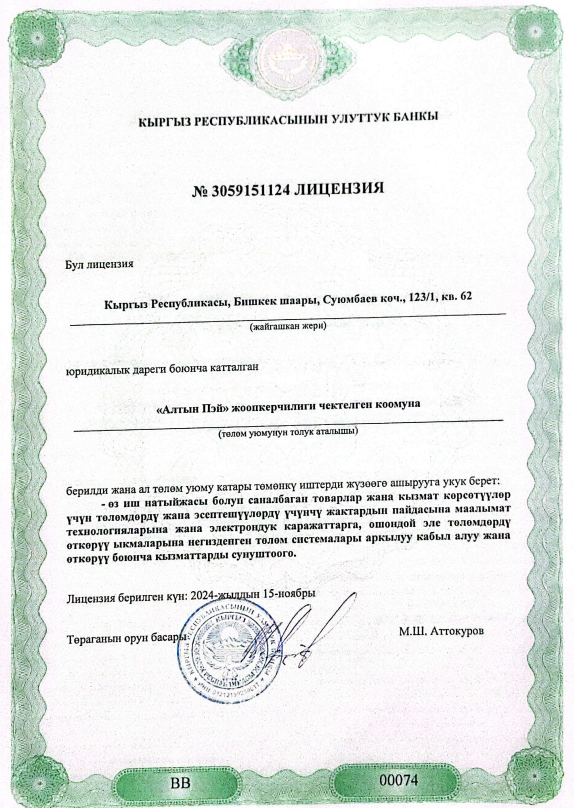 КЫРГЫЗ РЕСПУБЛИКАСЫНЫН УЛУТТУК БАНКЫ
№ 3059151124 ЛИЦЕНЗИЯ
Бул лицензия
Кыргыз Республикасы, Бишкек шаары, Суюмбаев көч., 123/1, кв. 62
(жайгашкан жери)
юридикалык дареги боюнча катталган
«Алтын Пэй» жоопкерчилиги чектелген коомуна
(төлөм уюмунун толук аталышы)
берилди жана ал төлөм уюму катары төмөнкү иштерди жүзөөгө ашырууга укук берет:
- өз иш натыйжасы болуп саналбаган товарлар жана кызмат көрсөтүүлөр
үчүн төлөмдөрдү жана эсептешүүлөрдү үчүнчү жактардын пайдасына маалымат
технологияларына жана электрондук каражаттарга, ошондой эле төлөмдөрдү
өткөрүү ыкмаларына негизденген төлөм системалары аркылуу кабыл алуу жана
өткөрүү боюнча кызматтарды сунуштоого.
Лицензия берилген күн: 2024-жылдын 15-ноябры
Төраганын орун басары
М.Ш. Аттокуров
ВВ
00074